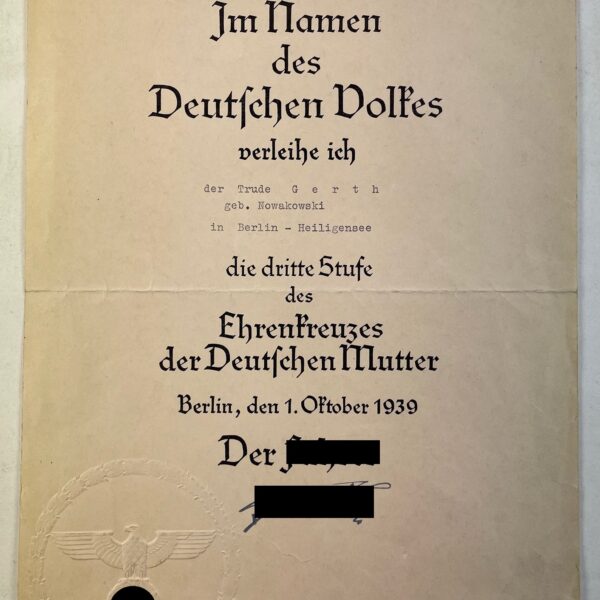 Im Namen
des
Deutschen Volkes
verleihe ich
der Trude G e r t h
geb. Nowakowski
in Berlin - Heiligensee
die dritte Stufe
des
Ehrenkreuzes
der Deutschen Mutter
Berlin, den 1. Oktober 1939
Der